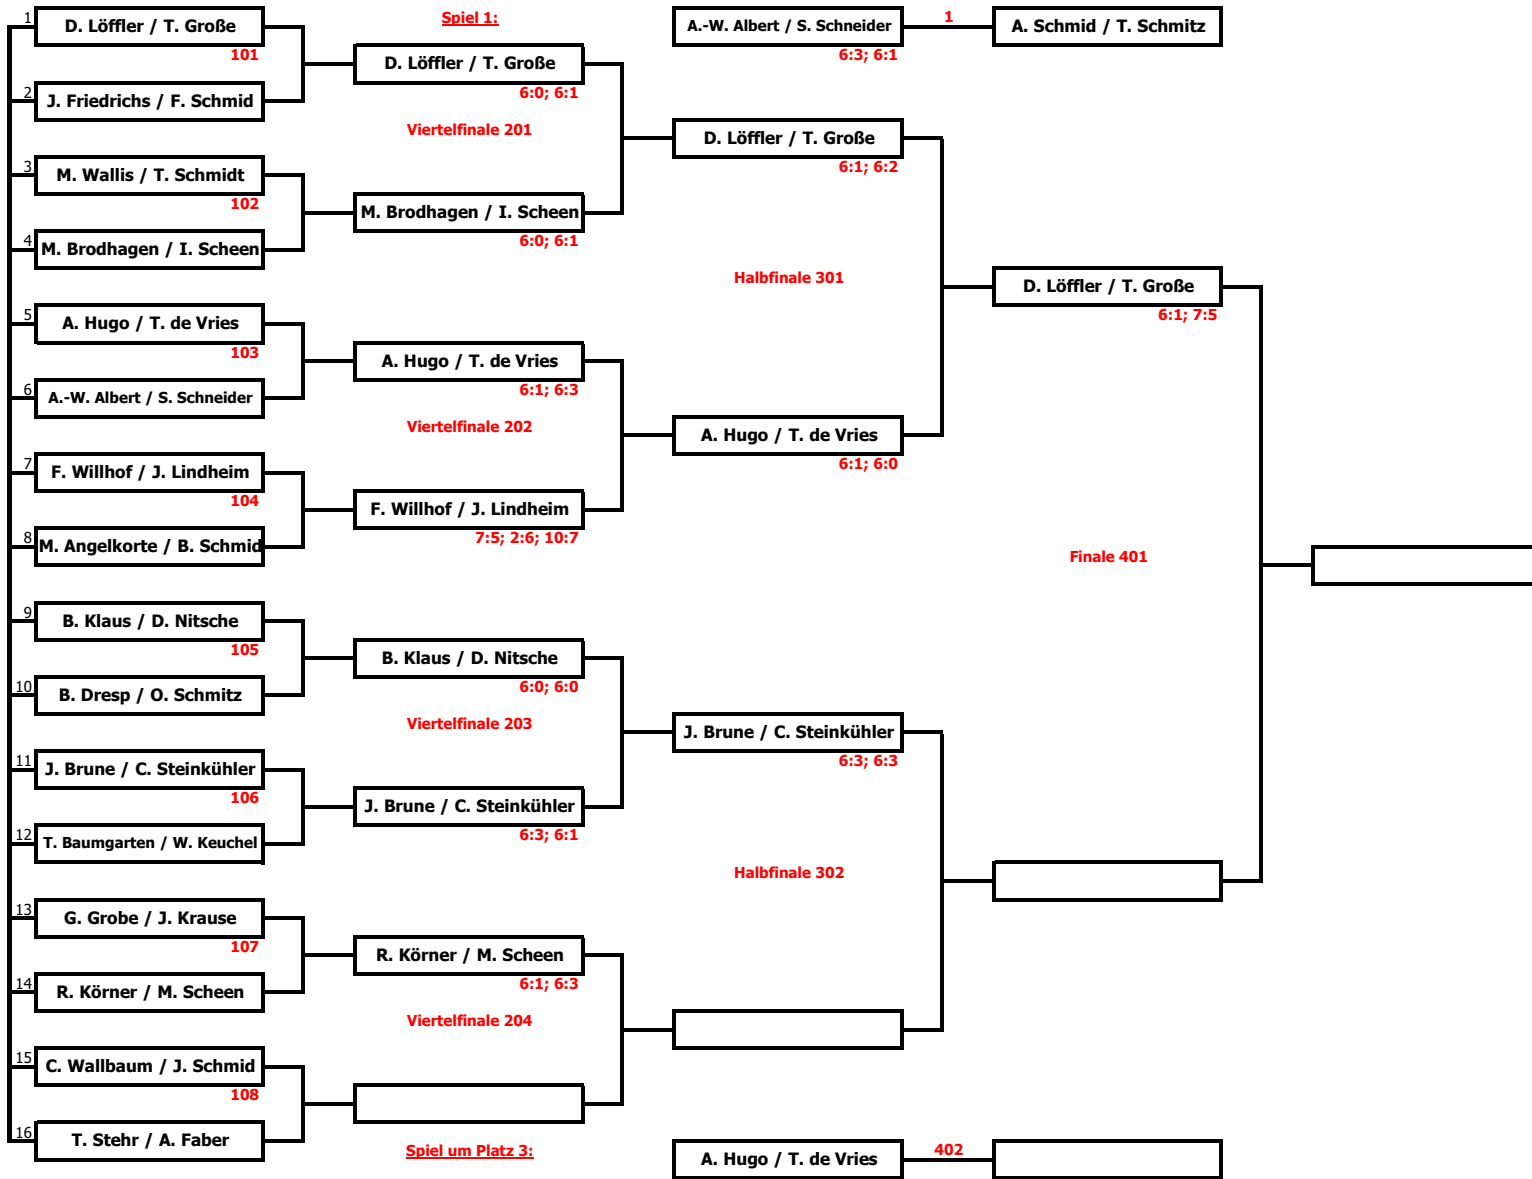 Spiel 1:
A.-W. Albert / S. Schneider
1
A. Schmid / T. Schmitz
6:3; 6:1
1
D. Löffler / T. Große
101
2
J. Friedrichs / F. Schmid
3
M. Wallis / T. Schmidt
102
4
M. Brodhagen / I. Scheen
5
A. Hugo / T. de Vries
103
6
A.-W. Albert / S. Schneider
7
F. Willhof / J. Lindheim
104
8
M. Angelkorte / B. Schmid
9
B. Klaus / D. Nitsche
105
10
B. Dresp / O. Schmitz
11
J. Brune / C. Steinkühler
106
12
T. Baumgarten / W. Keuchel
13
G. Grobe / J. Krause
107
14
R. Körner / M. Scheen
15
C. Wallbaum / J. Schmid
108
16
T. Stehr / A. Faber
D. Löffler / T. Große
6:0; 6:1
Viertelfinale 201
M. Brodhagen / I. Scheen
6:0; 6:1
A. Hugo / T. de Vries
6:1; 6:3
Viertelfinale 202
F. Willhof / J. Lindheim
7:5; 2:6; 10:7
B. Klaus / D. Nitsche
6:0; 6:0
Viertelfinale 203
J. Brune / C. Steinkühler
6:3; 6:1
R. Körner / M. Scheen
6:1; 6:3
Viertelfinale 204
D. Löffler / T. Große
6:1; 6:2
Halbfinale 301
A. Hugo / T. de Vries
6:1; 6:0
J. Brune / C. Steinkühler
6:3; 6:3
Halbfinale 302
D. Löffler / T. Große
6:1; 7:5
Finale 401
Spiel um Platz 3:
A. Hugo / T. de Vries
402